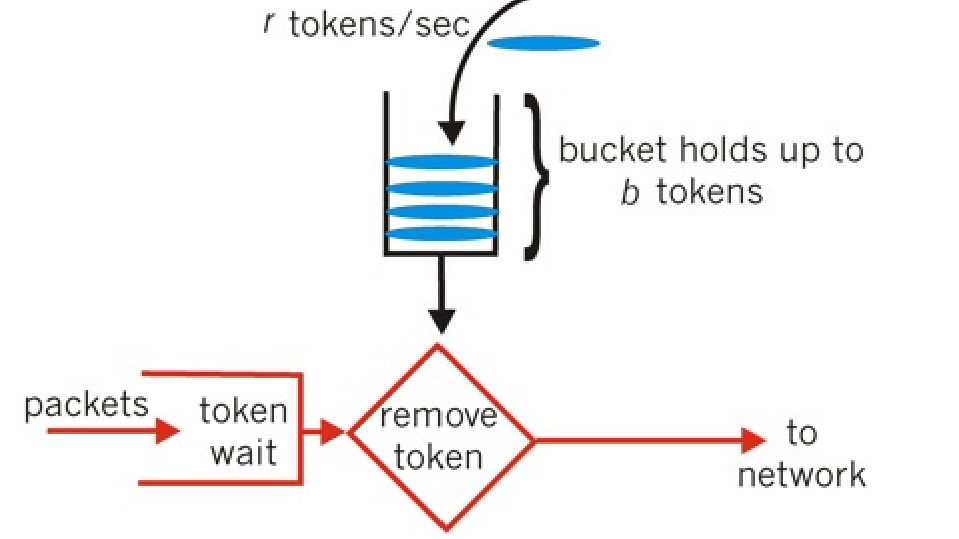 r tokens/sec
bucket holds up to
b tokens
packets
token
wait
remove
token
to
network